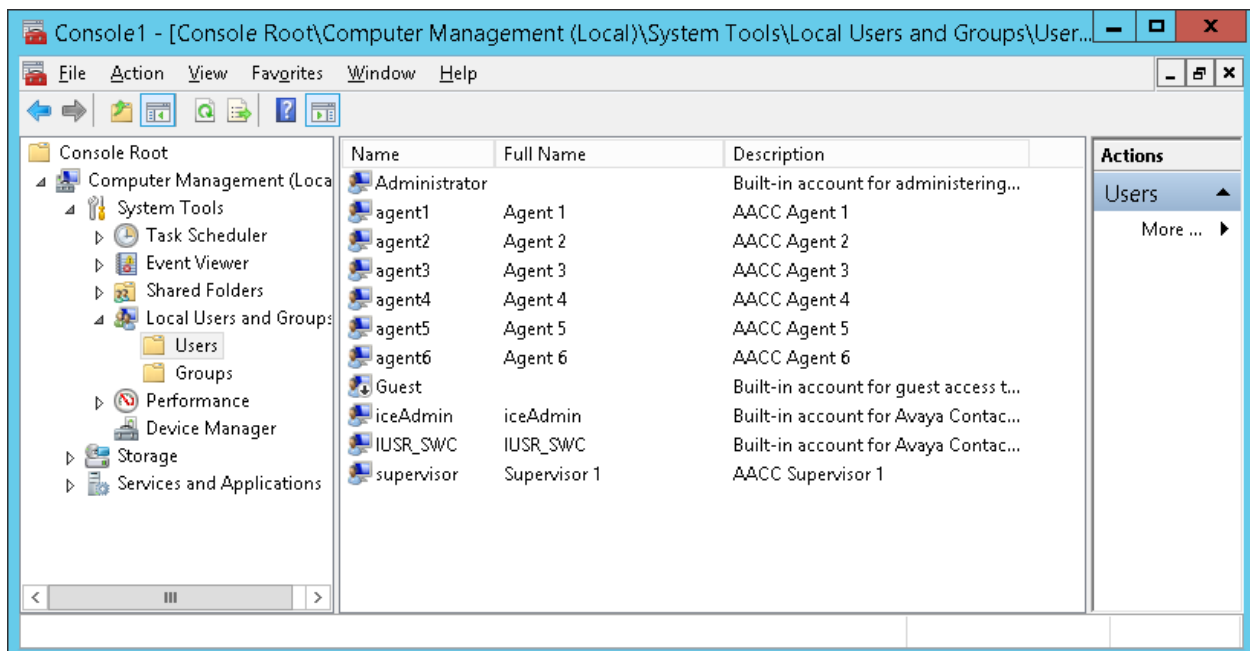 Console1 - [Console Root\Computer Management (Local)\System Tools\Local Users and Groups\User...
File Action View Favorites Window Help
Console Root
Computer Management (Loca
System Tools
Task Scheduler
Event Viewer
Shared Folders
Local Users and Groups
Users
Groups
Performance
Device Manager
Storage
Services and Applications
Name Full Name Description
Administrator Built-in account for administering...
agent1 Agent 1 AACC Agent 1
agent2 Agent 2 AACC Agent 2
agent3 Agent 3 AACC Agent 3
agent4 Agent 4 AACC Agent 4
agent5 Agent 5 AACC Agent 5
agent6 Agent 6 AACC Agent 6
Guest Built-in account for guest access t...
iceAdmin iceAdmin Built-in account for Avaya Contac...
IUSR_SWC IUSR_SWC Built-in account for Avaya Contac...
supervisor Supervisor 1 AACC Supervisor 1
Actions
Users
More ...